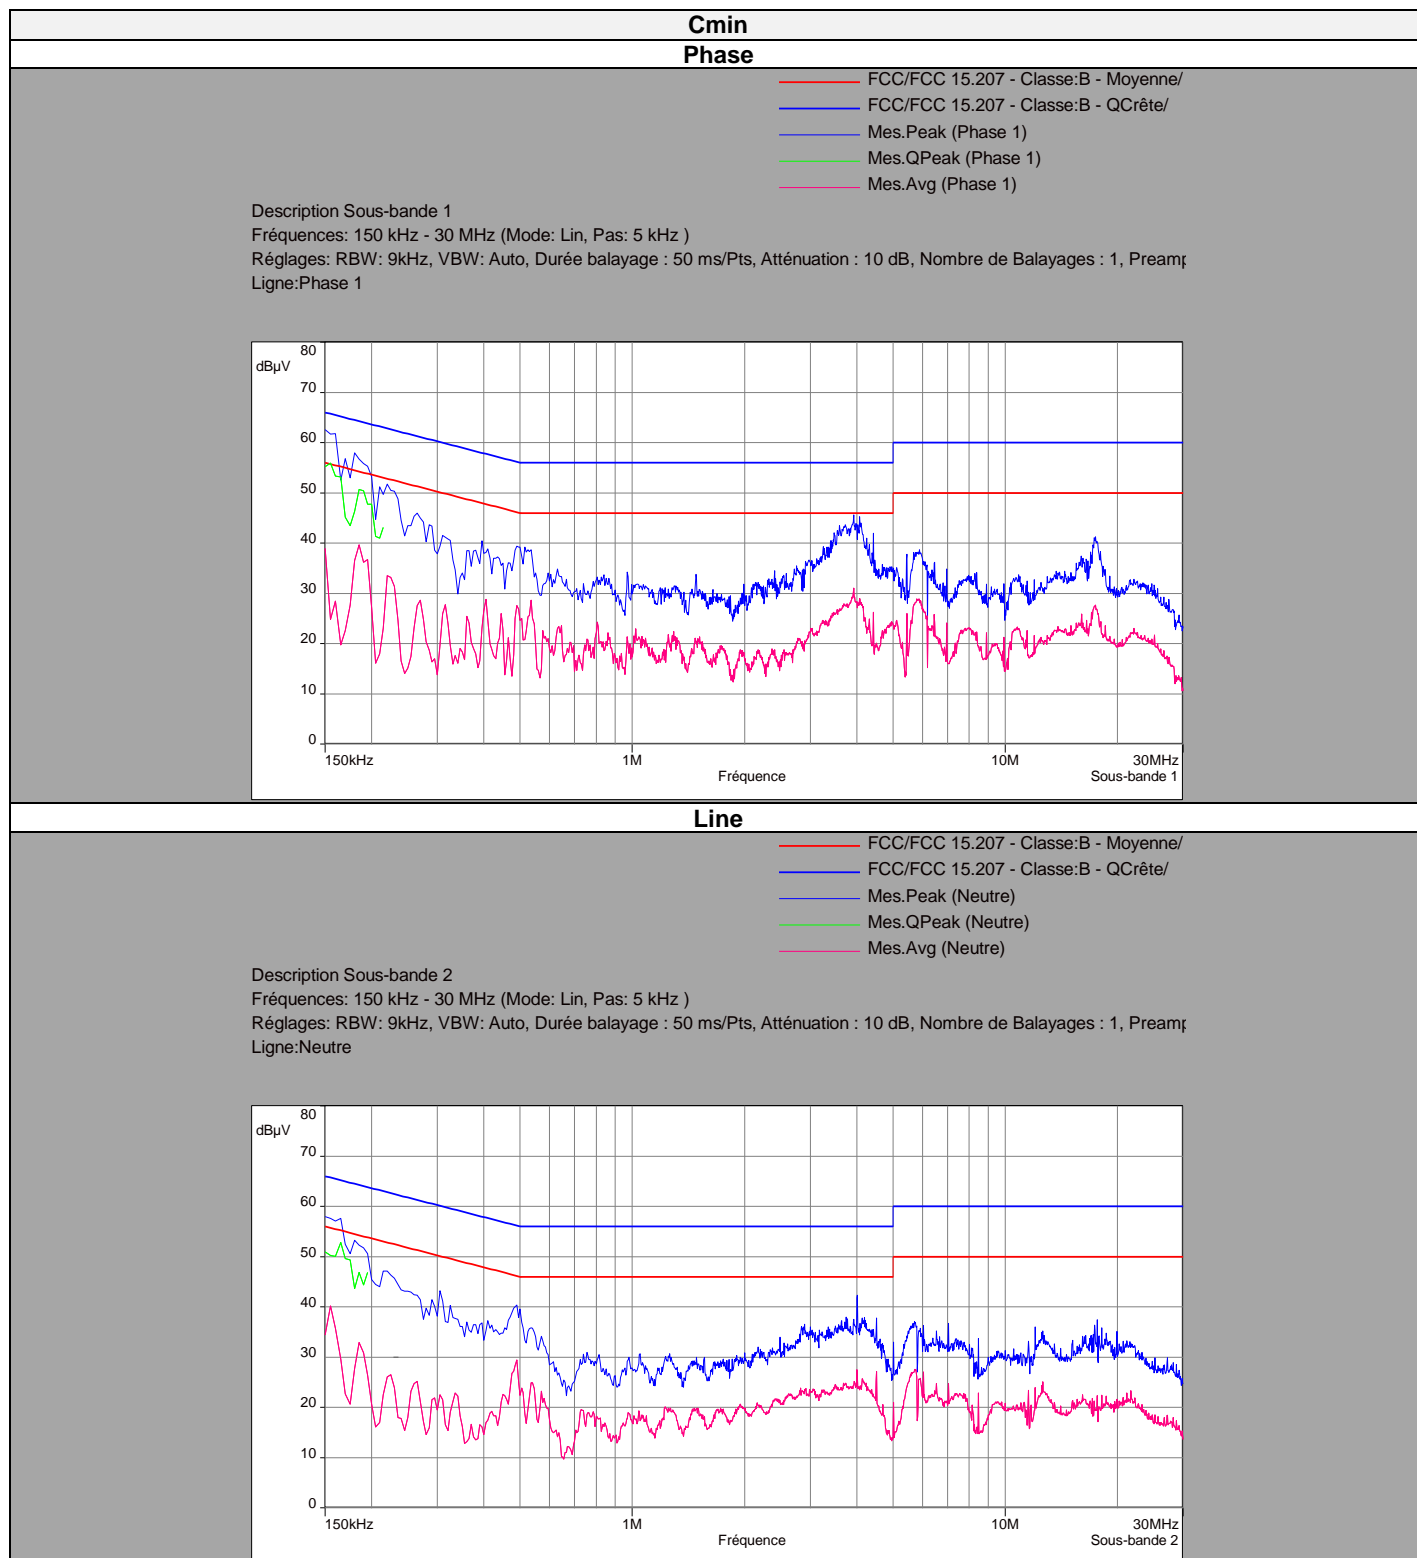 Cmin
Phase
FCC/FCC 15.207 - Classe:B - Moyenne/
FCC/FCC 15.207 - Classe:B - QCrête/
Mes.Peak (Phase 1)
Mes.QPeak (Phase 1)
Mes.Avg (Phase 1)
Description Sous-bande 1
Fréquences: 150 kHz - 30 MHz (Mode: Lin, Pas: 5 kHz )
Réglages: RBW: 9kHz, VBW: Auto, Durée balayage : 50 ms/Pts, Atténuation : 10 dB, Nombre de Balayages : 1, Preamp
Ligne:Phase 1
80
dBµV
70
60
50
40
30
20
10
0
150kHz 1M 10M 30MHz
Fréquence Sous-bande 1
Line
FCC/FCC 15.207 - Classe:B - Moyenne/
FCC/FCC 15.207 - Classe:B - QCrête/
Mes.Peak (Neutre)
Mes.QPeak (Neutre)
Mes.Avg (Neutre)
Description Sous-bande 2
Fréquences: 150 kHz - 30 MHz (Mode: Lin, Pas: 5 kHz )
Réglages: RBW: 9kHz, VBW: Auto, Durée balayage : 50 ms/Pts, Atténuation : 10 dB, Nombre de Balayages : 1, Preamp
Ligne:Neutre
80
dBµV
70
60
50
40
30
20
10
0
150kHz 1M 10M 30MHz
Fréquence Sous-bande 2